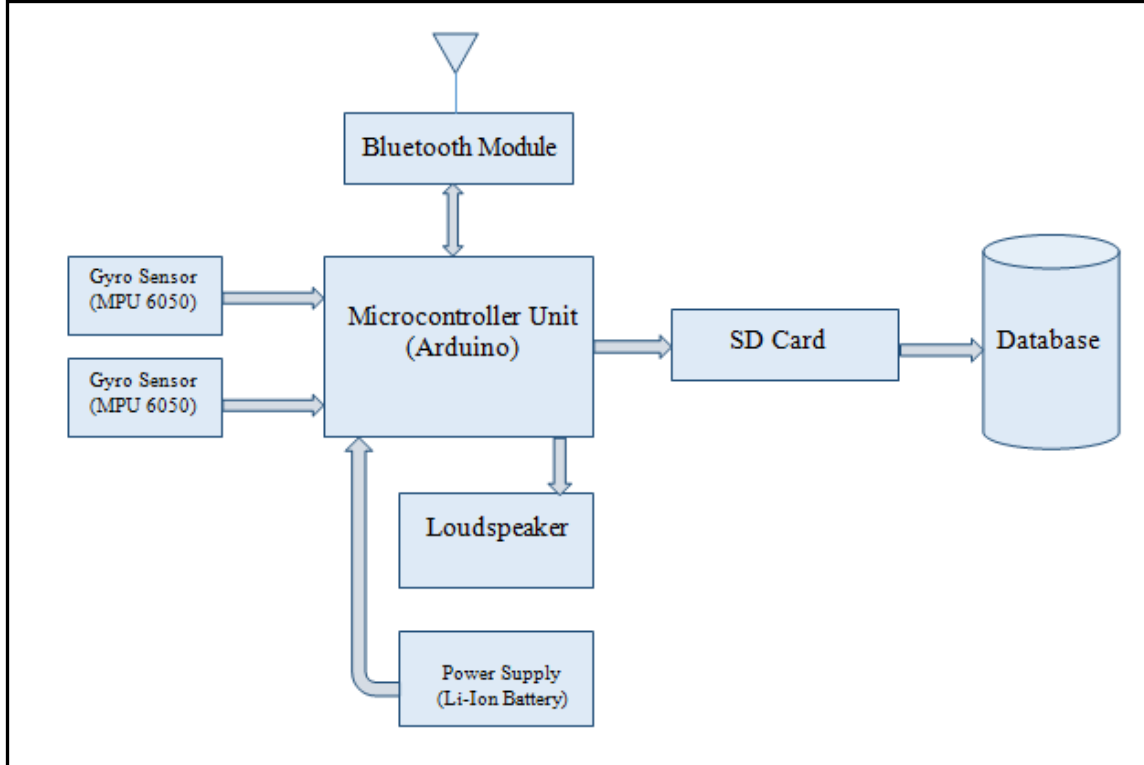 Bluetooth Module
Gyro Sensor
(MPU 6050)
Microcontroller Unit
(Arduino)
SD Card
Database
Gyro Sensor
(MPU 6050)
Loudspeaker
Power Supply
(Li-Ion Battery)